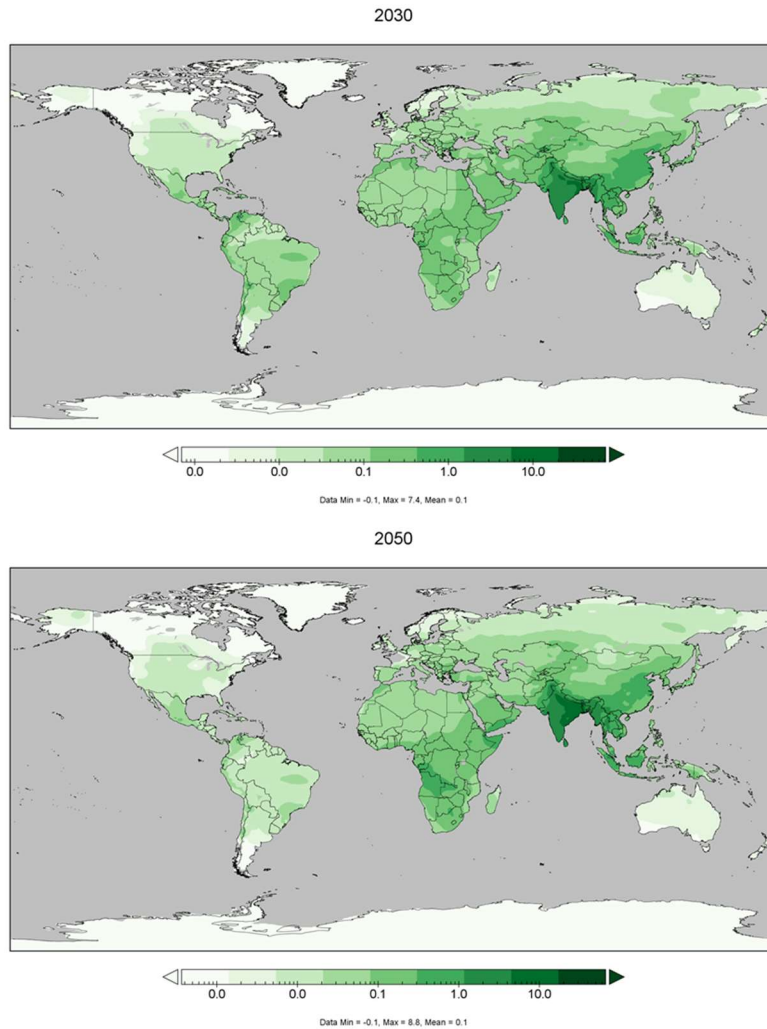 2030
0.0 0.0 0.1 1.0 10.0
Data Min = -0.1, Max = 7.4, Mean = 0.1
2050
0.0 0.0 0.1 1.0 10.0
Data Min = -0.1, Max = 8.8, Mean = 0.1